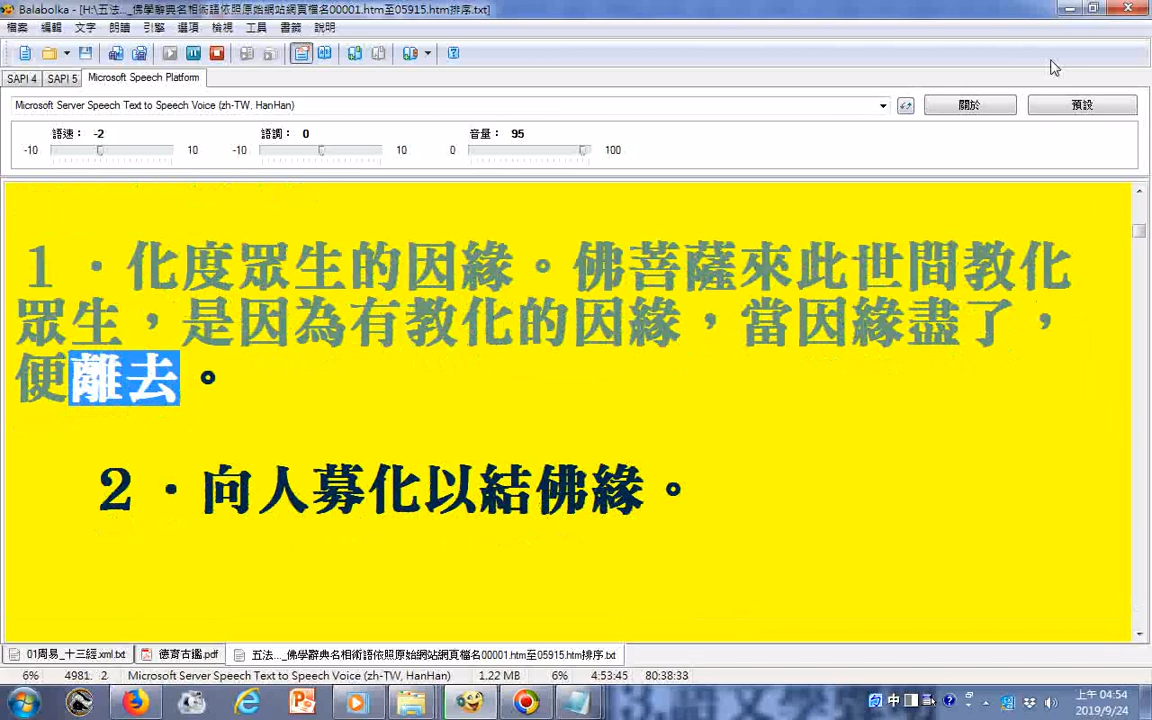 Balabolka - [H:\五法..._佛學辭典名相術語依照原始網站網頁檔名00001.htm至05915.htm排序.txt]
檔案 編輯 文字 朗讀 引擎 選項 檢視 工具 書籤 說明
SAPI 4 SAPI 5 Microsoft Speech Platform
Microsoft Server Speech Text to Speech Voice (zh-TW, HanHan) 關於 預設
語速： -2 語調： 0 音量： 95
-10 10 -10 10 0 100
１．化度眾生的因緣。佛菩薩來此世間教化
眾生，是因為有教化的因緣，當因緣盡了，
便離去。
２．向人募化以結佛緣。
01周易_十三經.xml.txt 德育古鑑.pdf 五法..._佛學辭典名相術語依照原始網站網頁檔名00001.htm至05915.htm排序.txt
6% 4981. 2 Microsoft Server Speech Text to Speech Voice (zh-TW, HanHan) 1.22 MB 6% 4:53:45 80:38:33
中 上午 04:54
2019/9/24